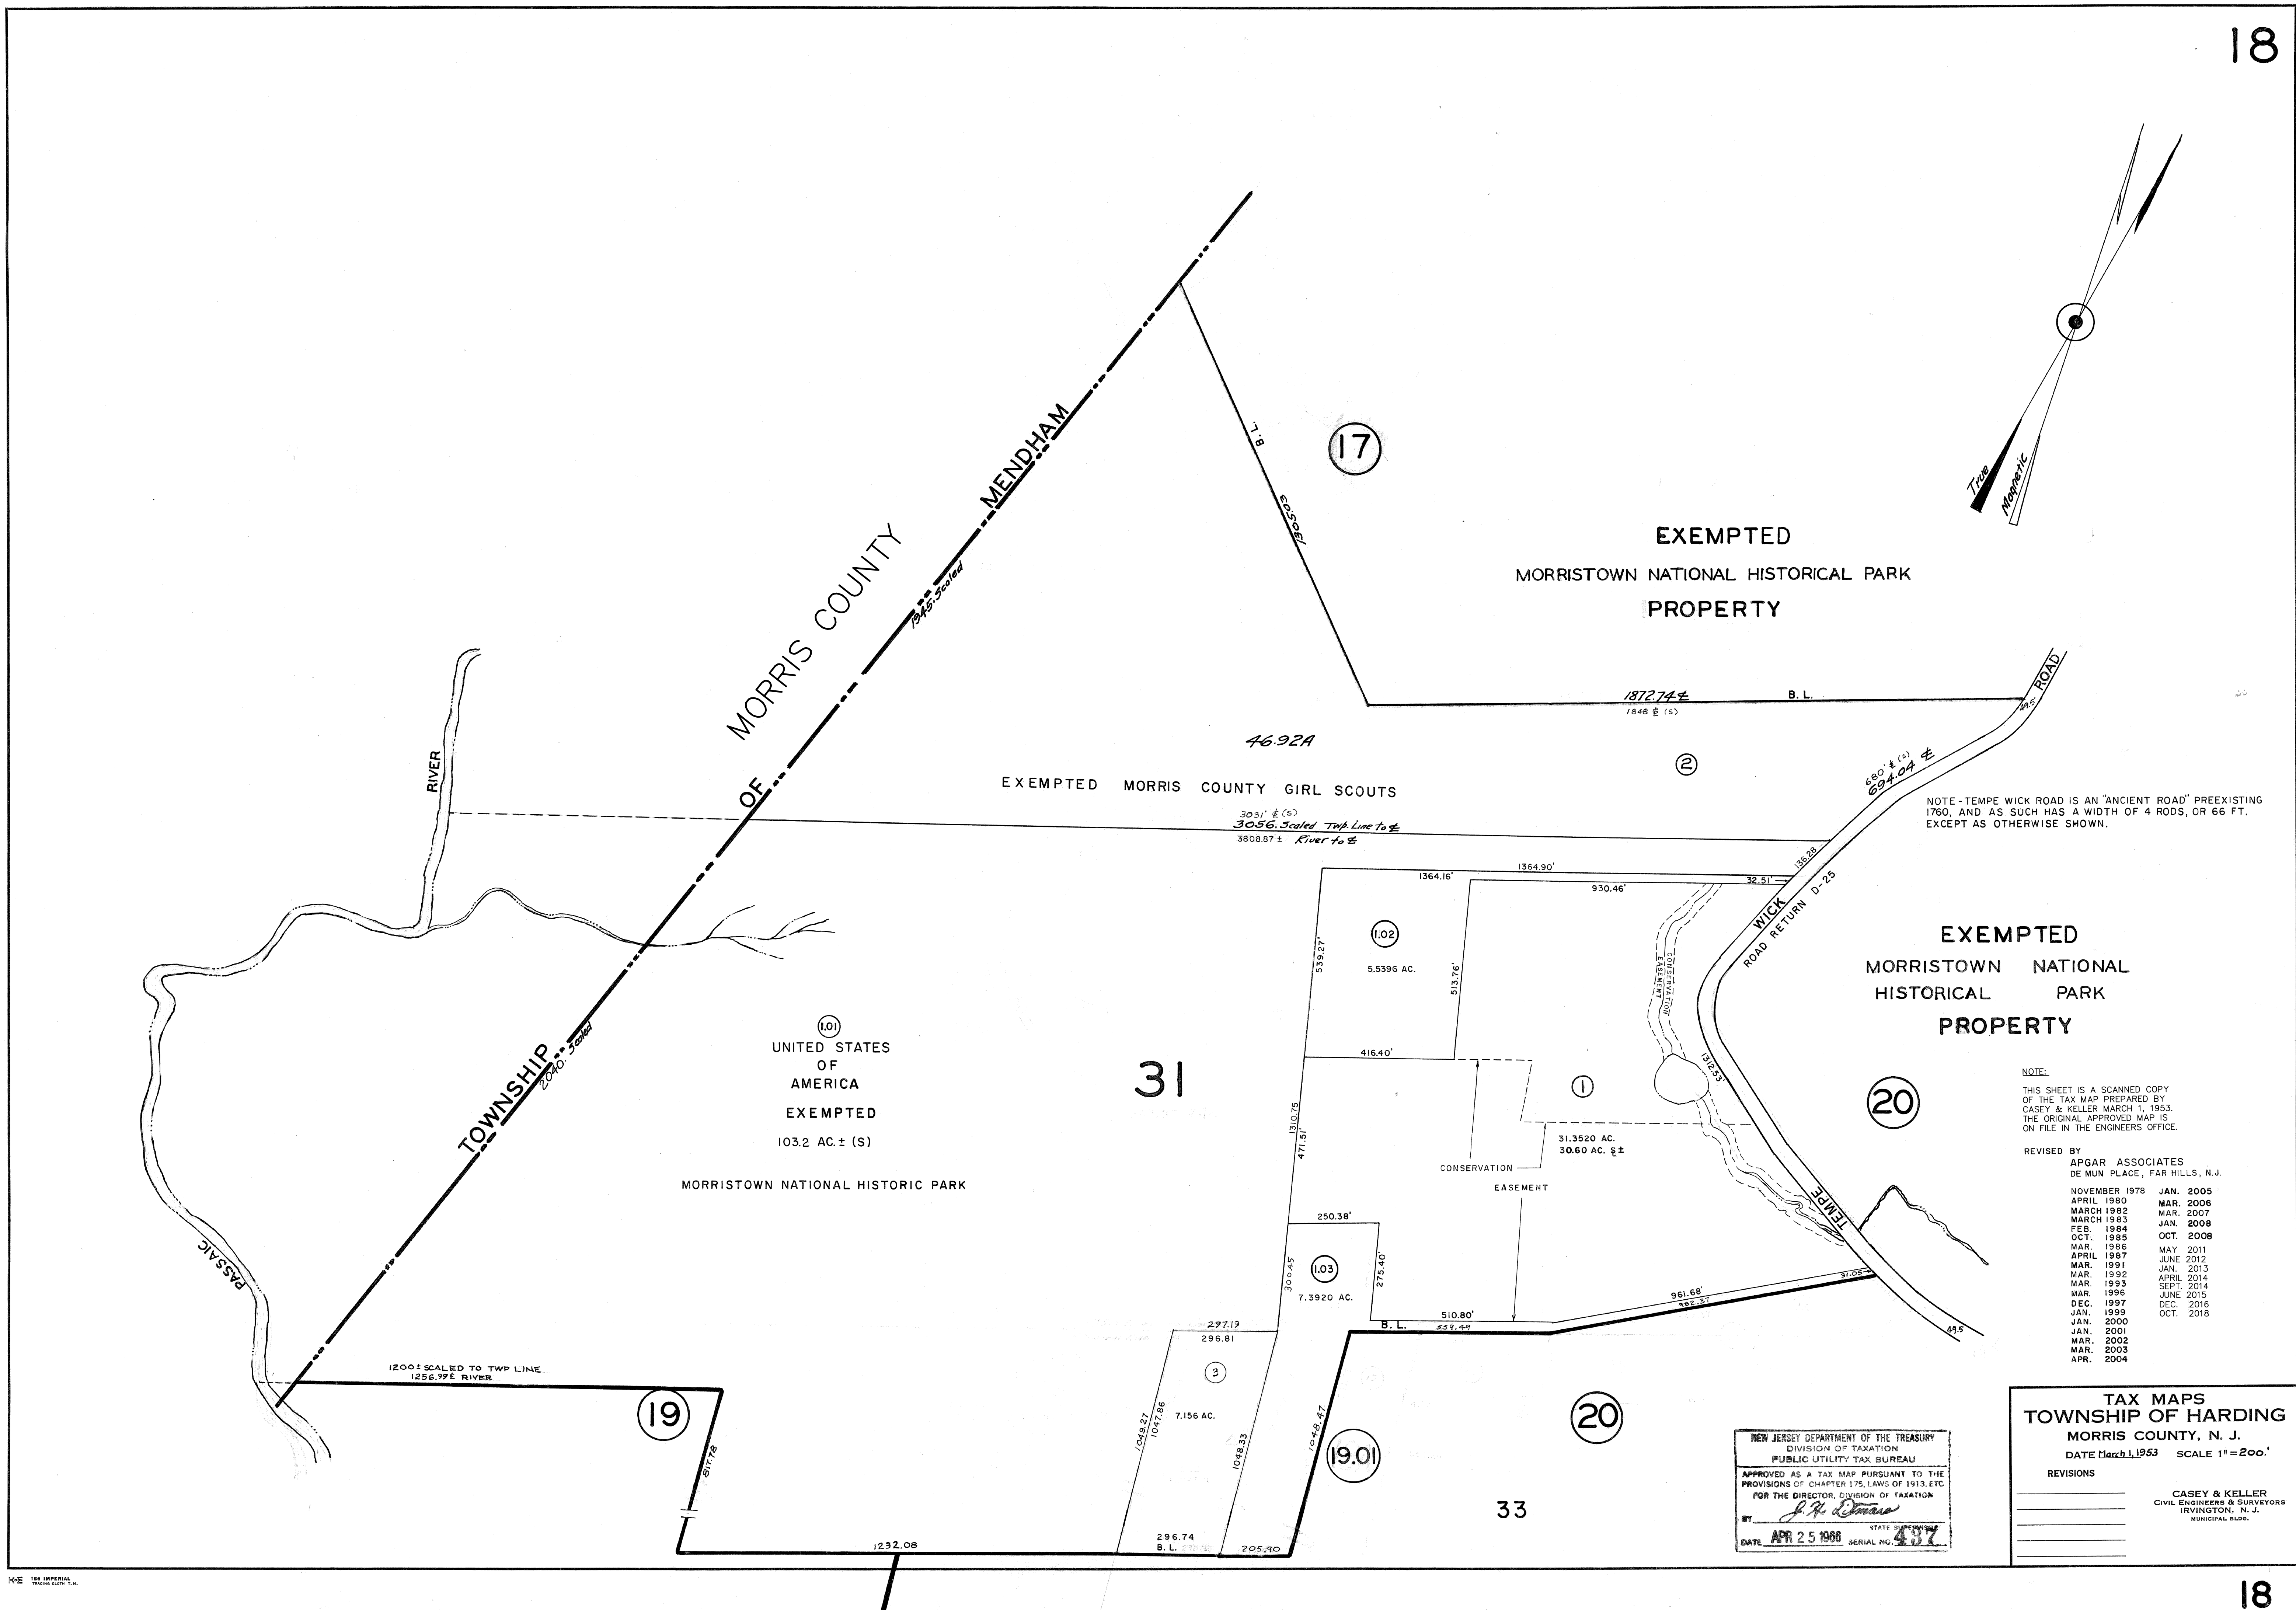 18
TOWNSHIP OF MENDHAM
MORRIS COUNTY
1945. Scaled
2040. Scaled
B. L.
1305.03
17
True
Magnetic
EXEMPTED
MORRISTOWN NATIONAL HISTORICAL PARK
PROPERTY
1872.74 ℄
B. L.
1848 ± (S)
49.5
ROAD
46.92A
2
680' ± (S)
694.04 ℄
EXEMPTED MORRIS COUNTY GIRL SCOUTS
3031' ± (S)
3056. Scaled Twp. Line to ℄
3808.87 ± River to ℄
NOTE - TEMPE WICK ROAD IS AN "ANCIENT ROAD" PREEXISTING
1760, AND AS SUCH HAS A WIDTH OF 4 RODS, OR 66 FT.
EXCEPT AS OTHERWISE SHOWN.
RIVER
136.28
1364.90'
1364.16'
32.51'
930.46'
WICK
ROAD RETURN D-25
1.02
5.5396 AC.
539.27'
513.76'
CONSERVATION
EASEMENT
EXEMPTED
MORRISTOWN NATIONAL
HISTORICAL PARK
PROPERTY
1.01
UNITED STATES
OF
AMERICA
EXEMPTED
103.2 AC. ± (S)
MORRISTOWN NATIONAL HISTORIC PARK
31
416.40'
1312.53'
1
31.3520 AC.
30.60 AC. ±
20
1310.75
471.51'
CONSERVATION
EASEMENT
NOTE:
THIS SHEET IS A SCANNED COPY
OF THE TAX MAP PREPARED BY
CASEY & KELLER MARCH 1, 1953.
THE ORIGINAL APPROVED MAP IS
ON FILE IN THE ENGINEERS OFFICE.
REVISED BY
APGAR ASSOCIATES
DE MUN PLACE, FAR HILLS, N.J.
NOVEMBER 1978 JAN. 2005
APRIL 1980 MAR. 2006
MARCH 1982 MAR. 2007
MARCH 1983 JAN. 2008
FEB. 1984
OCT. 1985 OCT. 2008
MAR. 1986 MAY 2011
APRIL 1987 JUNE 2012
MAR. 1991 JAN. 2013
MAR. 1992 APRIL 2014
MAR. 1993 SEPT. 2014
MAR. 1996 JUNE 2015
DEC. 1997 DEC. 2016
JAN. 1999 OCT. 2018
JAN. 2000
JAN. 2001
MAR. 2002
MAR. 2003
APR. 2004
TEMPE
PASSAIC
250.38'
1.03
7.3920 AC.
300.45
275.40'
510.80'
B. L. 559.49
961.68'
962.37
31.05
49.5
297.19
296.81
3
7.156 AC.
1049.27
1047.86
1048.33
1048.47
1200 ± SCALED TO TWP LINE
1256.99 ± RIVER
19
817.78
19.01
20
33
1232.08
296.74
B. L.
205.90
NEW JERSEY DEPARTMENT OF THE TREASURY
DIVISION OF TAXATION
PUBLIC UTILITY TAX BUREAU
APPROVED AS A TAX MAP PURSUANT TO THE
PROVISIONS OF CHAPTER 175, LAWS OF 1913, ETC.
FOR THE DIRECTOR, DIVISION OF TAXATION
BY
STATE SUPERVISOR
DATE APR 25 1966 SERIAL NO. 437
TAX MAPS
TOWNSHIP OF HARDING
MORRIS COUNTY, N. J.
DATE March 1, 1953 SCALE 1" = 200.'
REVISIONS
CASEY & KELLER
CIVIL ENGINEERS & SURVEYORS
IRVINGTON, N. J.
MUNICIPAL BLDG.
K+E 156 IMPERIAL
TRACING CLOTH T.M.
18